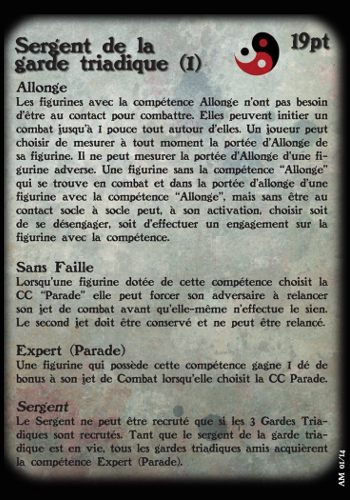 Sergent de la
garde triadique (1)
19pt
Allonge
Les figurines avec la compétence Allonge n'ont pas besoin
d'être au contact pour combattre. Elles peuvent initier un
combat jusqu'à 1 pouce tout autour d'elles. Un joueur peut
choisir de mesurer à tout moment la portée d'Allonge de
sa figurine. Il ne peut mesurer la portée d'Allonge d'une fi-
gurine adverse. Une figurine sans la compétence "Allonge"
qui se trouve en combat et dans la portée d'allonge d'une
figurine avec la compétence "Allonge", mais sans être au
contact socle à socle peut, à son activation, choisir soit
de se désengager, soit d'effectuer un engagement sur la
figurine avec la compétence.
Sans Faille
Lorsqu'une figurine dotée de cette compétence choisit la
CC "Parade" elle peut forcer son adversaire à relancer
son jet de combat avant qu'elle-même n'effectue le sien.
Le second jet doit être conservé et ne peut être relancé.
Expert (Parade)
Une figurine qui possède cette compétence gagne 1 dé de
bonus à son jet de Combat lorsqu'elle choisit la CC Parade.
Sergent
Le Sergent ne peut être recruté que si les 3 Gardes Tria-
diques sont recrutés. Tant que le sergent de la garde tria-
dique est en vie, tous les gardes triadiques amis acquièrent
la compétence Expert (Parade).
AM 01/14